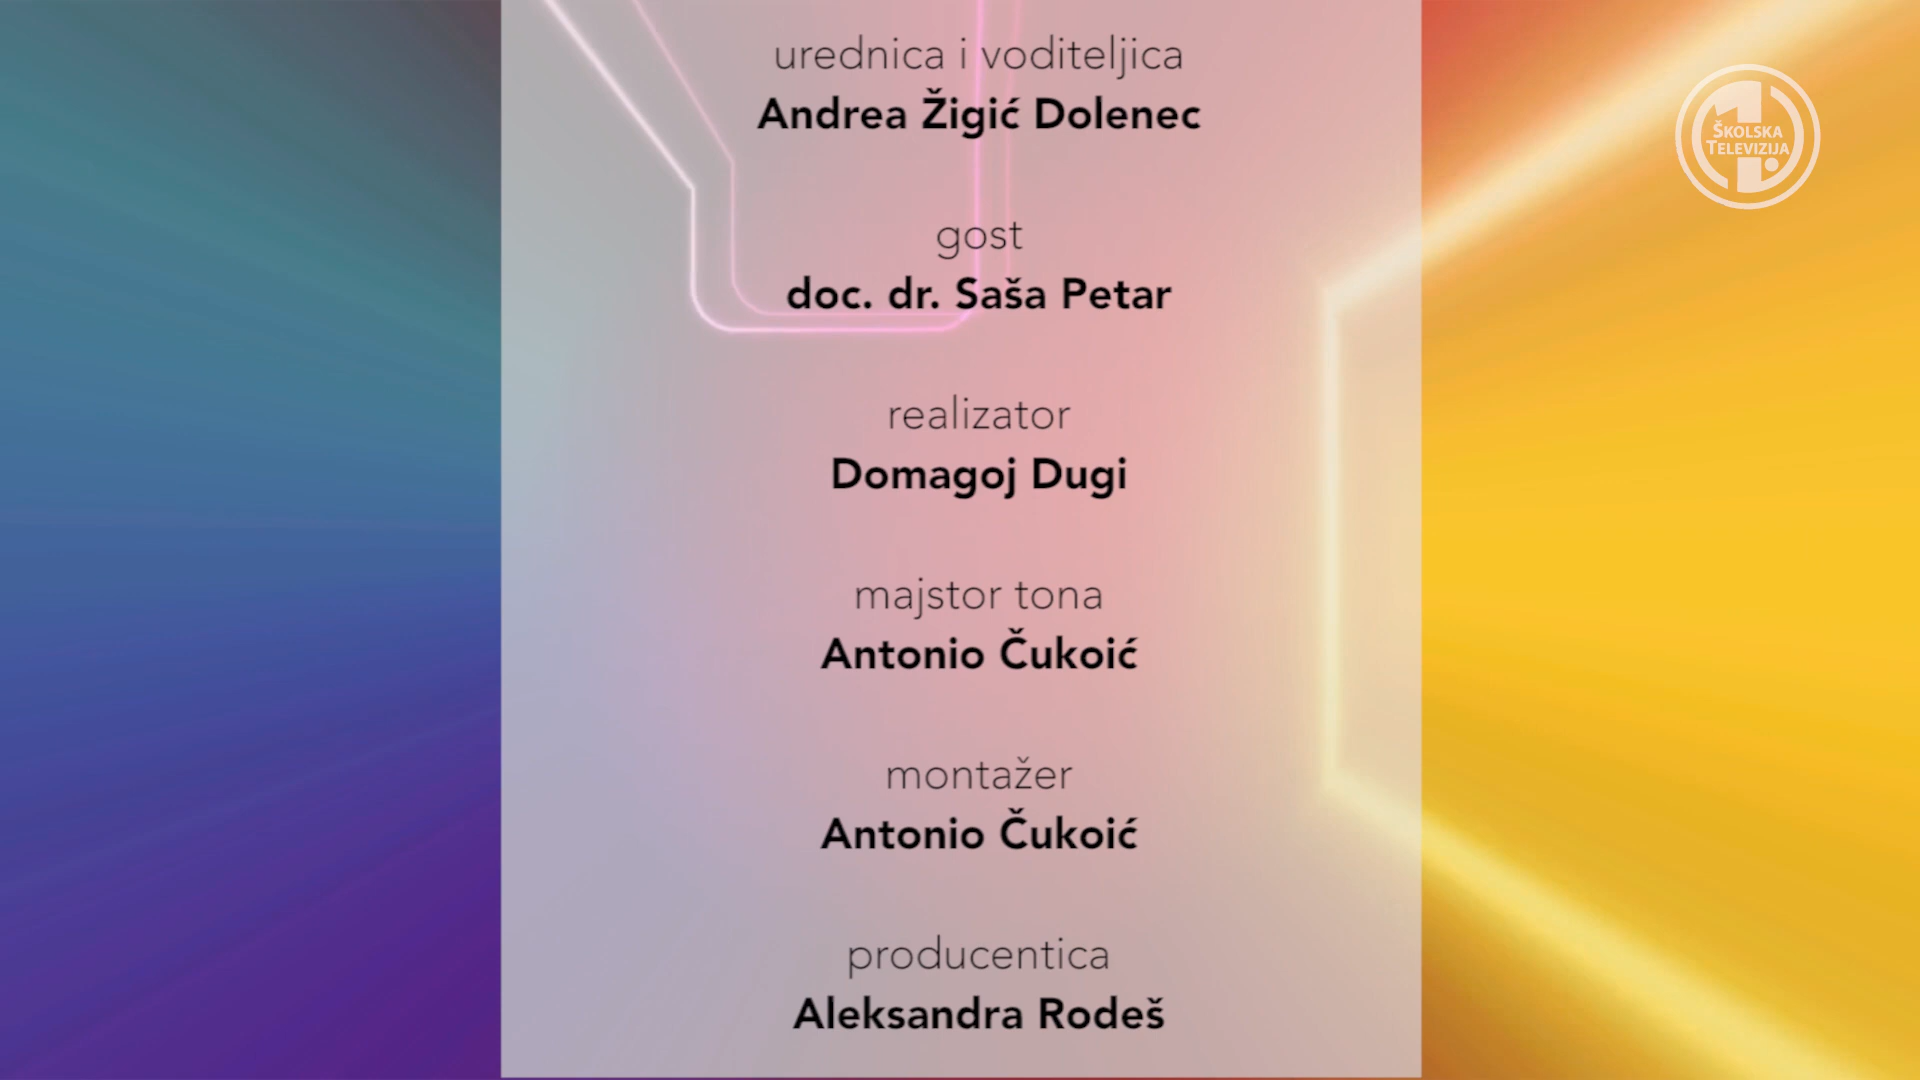 urednica i voditeljica
Andrea Žigić Dolenec
gost
doc. dr. Saša Petar
realizator
Domagoj Dugi
majstor tona
Antonio Čukoić
montažer
Antonio Čukoić
producentica
Aleksandra Rodeš
1.
ŠKOLSKA
TELEVIZIJA